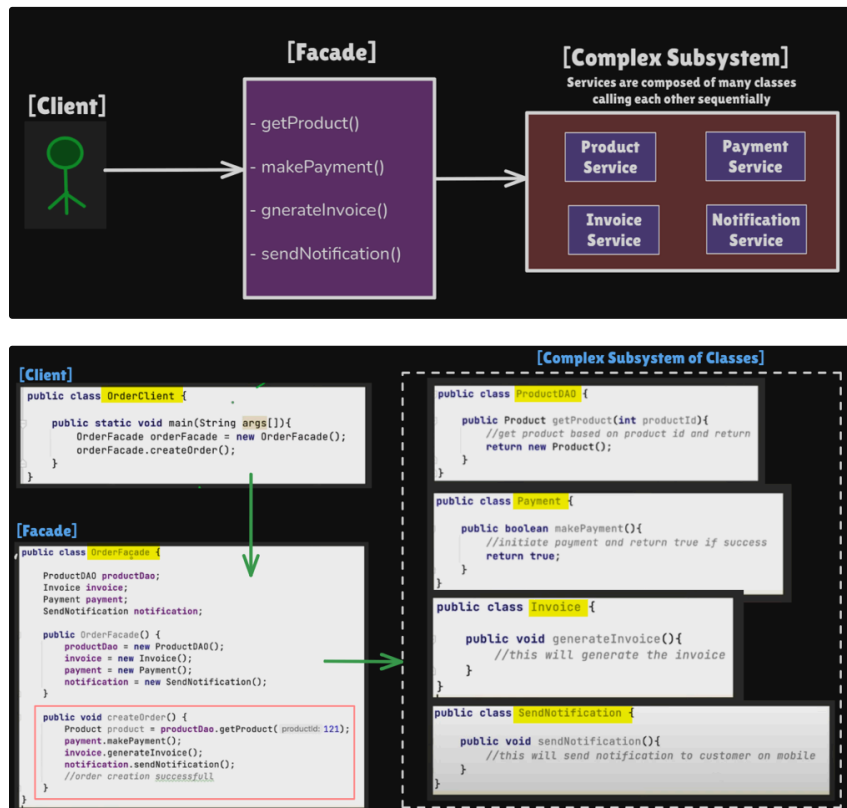 [Facade]
[Complex Subsystem]
Services are composed of many classes
calling each other sequentially
[Client]
- getProduct()
- makePayment()
- gnerateInvoice()
- sendNotification()
Product
Service
Payment
Service
Invoice
Service
Notification
Service
[Client]
public class OrderClient {
public static void main(String args[]){
OrderFacade orderFacade = new OrderFacade();
orderFacade.createOrder();
}
}
[Facade]
public class OrderFacade {
ProductDAO productDao;
Invoice invoice;
Payment payment;
SendNotification notification;
public OrderFacade() {
productDao = new ProductDAO();
invoice = new Invoice();
payment = new Payment();
notification = new SendNotification();
}
public void createOrder() {
Product product = productDao.getProduct( productId: 121);
payment.makePayment();
invoice.generateInvoice();
notification.sendNotification();
//order creation successfull
}
}
[Complex Subsystem of Classes]
public class ProductDAO {
public Product getProduct(int productId){
//get product based on product id and return
return new Product();
}
}
public class Payment {
public boolean makePayment(){
//initiate payment and return true if success
return true;
}
}
public class Invoice {
public void generateInvoice(){
//this will generate the invoice
}
}
public class SendNotification {
public void sendNotification(){
//this will send notification to customer on mobile
}
}